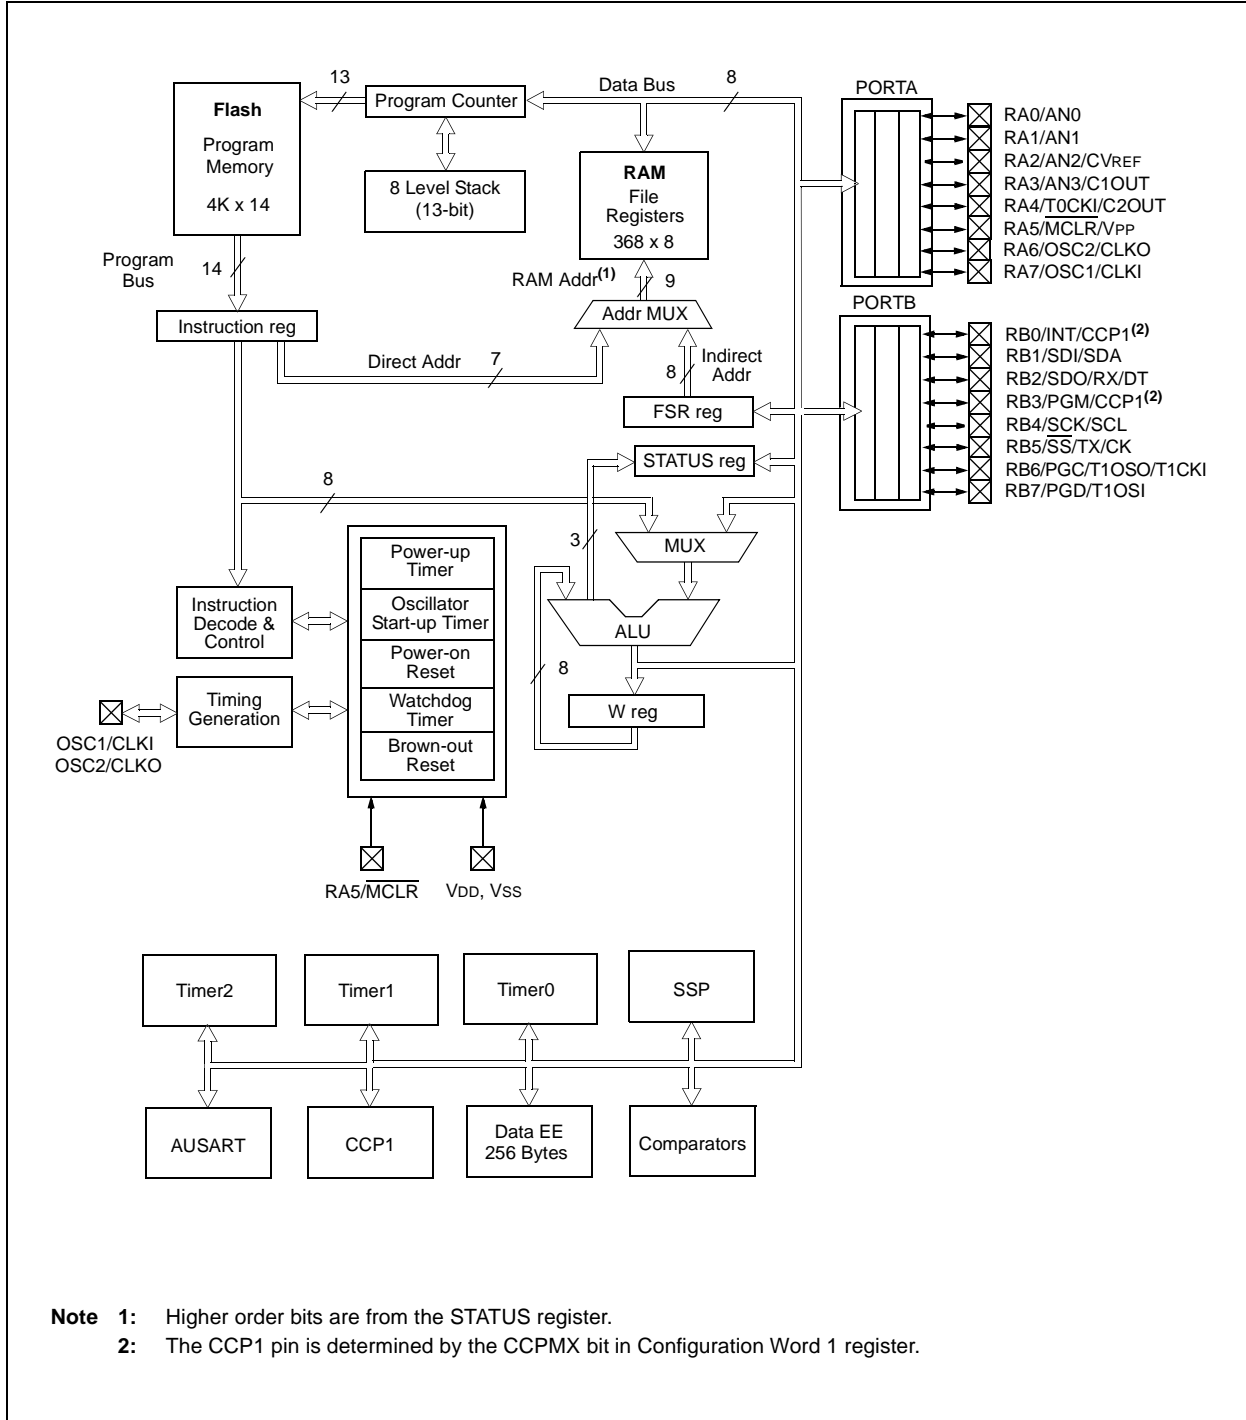 13
Data Bus
8
PORTA
Flash
Program
Memory
4K x 14
Program Counter
8 Level Stack
(13-bit)
RAM
File
Registers
368 x 8
RA0/AN0
RA1/AN1
RA2/AN2/CVREF
RA3/AN3/C1OUT
RA4/T0CKI/C2OUT
RA5/MCLR/VPP
RA6/OSC2/CLKO
RA7/OSC1/CLKI
Program
Bus
14
RAM Addr(1)
9
PORTB
Instruction reg
Addr MUX
Direct Addr
7
8
Indirect
Addr
FSR reg
STATUS reg
RB0/INT/CCP1(2)
RB1/SDI/SDA
RB2/SDO/RX/DT
RB3/PGM/CCP1(2)
RB4/SCK/SCL
RB5/SS/TX/CK
RB6/PGC/T1OSO/T1CKI
RB7/PGD/T1OSI
8
3
MUX
Power-up
Timer
Oscillator
Start-up Timer
Power-on
Reset
Watchdog
Timer
Brown-out
Reset
Instruction
Decode &
Control
ALU
8
W reg
Timing
Generation
OSC1/CLKI
OSC2/CLKO
RA5/MCLR
VDD, VSS
Timer2
Timer1
Timer0
SSP
AUSART
CCP1
Data EE
256 Bytes
Comparators
Note 1: Higher order bits are from the STATUS register.
2: The CCP1 pin is determined by the CCPMX bit in Configuration Word 1 register.